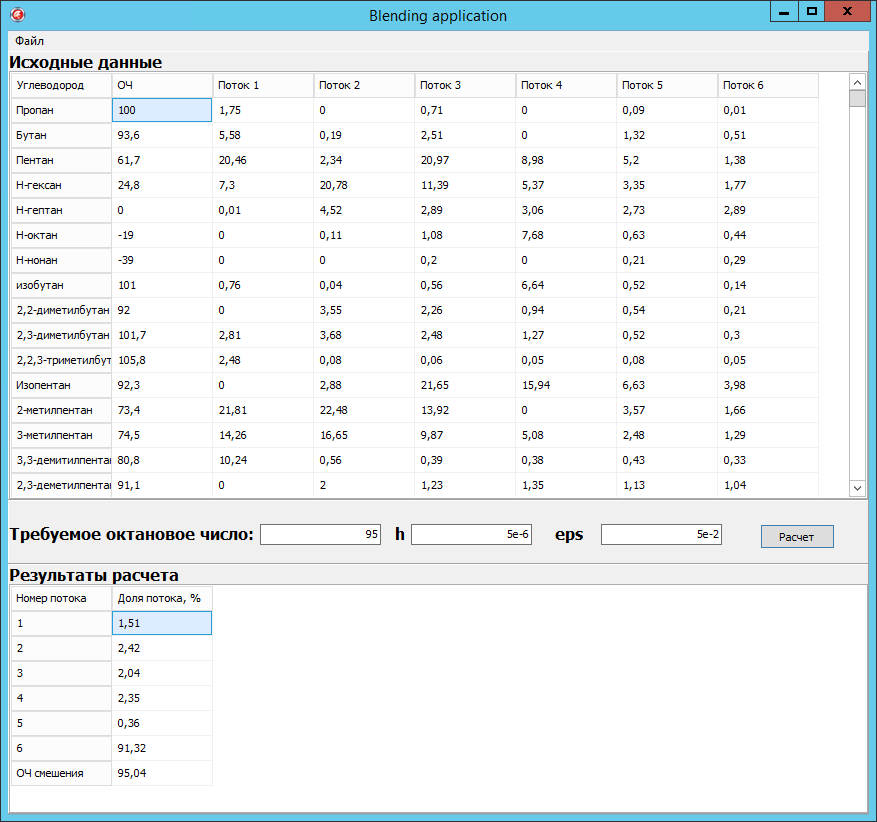 Blending application
Файл
Исходные данные
Углеводород ОЧ Поток 1 Поток 2 Поток 3 Поток 4 Поток 5 Поток 6
Пропан 100 1,75 0 0,71 0 0,09 0,01
Бутан 93,6 5,58 0,19 2,51 0 1,32 0,51
Пентан 61,7 20,46 2,34 20,97 8,98 5,2 1,38
Н-гексан 24,8 7,3 20,78 11,39 5,37 3,35 1,77
Н-гептан 0 0,01 4,52 2,89 3,06 2,73 2,89
Н-октан -19 0 0,11 1,08 7,68 0,63 0,44
Н-нонан -39 0 0 0,2 0 0,21 0,29
изобутан 101 0,76 0,04 0,56 6,64 0,52 0,14
2,2-диметилбутан 92 0 3,55 2,26 0,94 0,54 0,21
2,3-диметилбутан 101,7 2,81 3,68 2,48 1,27 0,52 0,3
2,2,3-триметилбут 105,8 2,48 0,08 0,06 0,05 0,08 0,05
Изопентан 92,3 0 2,88 21,65 15,94 6,63 3,98
2-метилпентан 73,4 21,81 22,48 13,92 0 3,57 1,66
3-метилпентан 74,5 14,26 16,65 9,87 5,08 2,48 1,29
3,3-демитилпентан 80,8 10,24 0,56 0,39 0,38 0,43 0,33
2,3-деметилпентан 91,1 0 2 1,23 1,35 1,13 1,04
Требуемое октановое число: 95 h 5e-6 eps 5e-2 Расчет
Результаты расчета
Номер потока Доля потока, %
1 1,51
2 2,42
3 2,04
4 2,35
5 0,36
6 91,32
ОЧ смешения 95,04